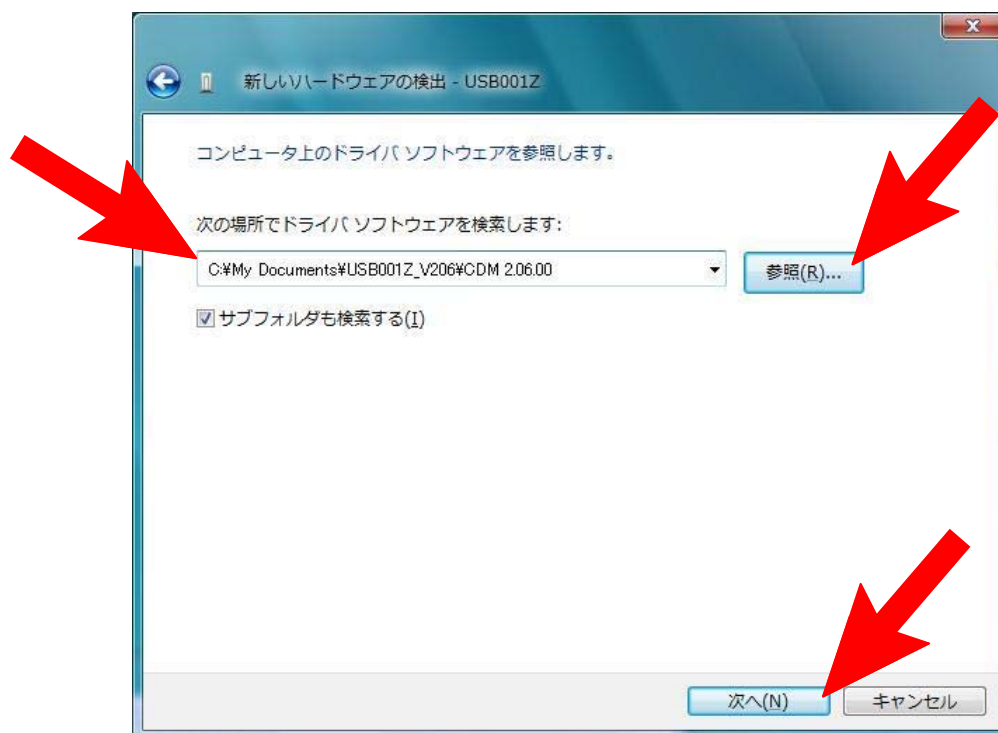 新しいハードウェアの検出 - USB001Z
コンピュータ上のドライバ ソフトウェアを参照します。
次の場所でドライバ ソフトウェアを検索します:
C:¥My Documents¥USB001Z_V206¥CDM 2.06.00
参照(R)...
サブフォルダも検索する(I)
次へ(N)
キャンセル